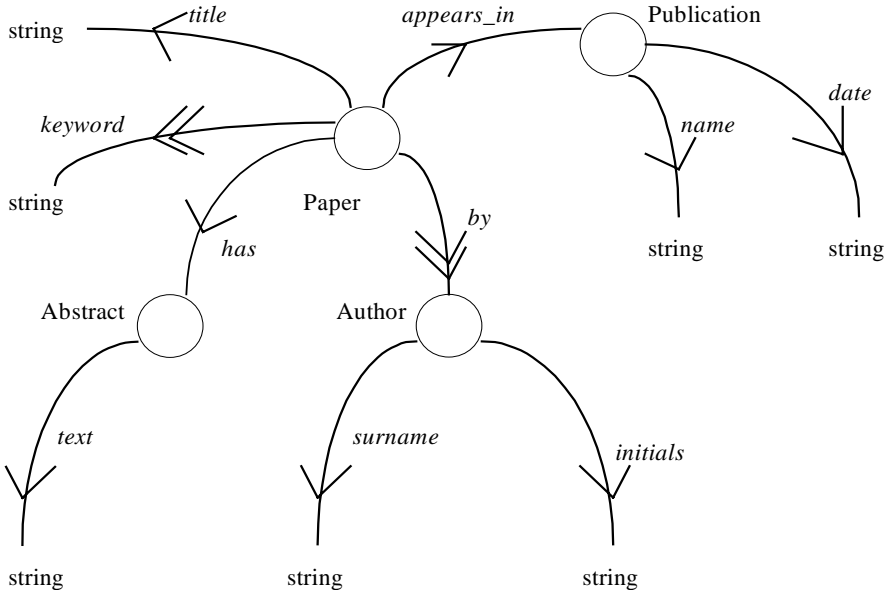 title
appears_in
Publication
string
keyword
name
date
string
Paper
has
by
string
string
Abstract
Author
text
surname
initials
string
string
string